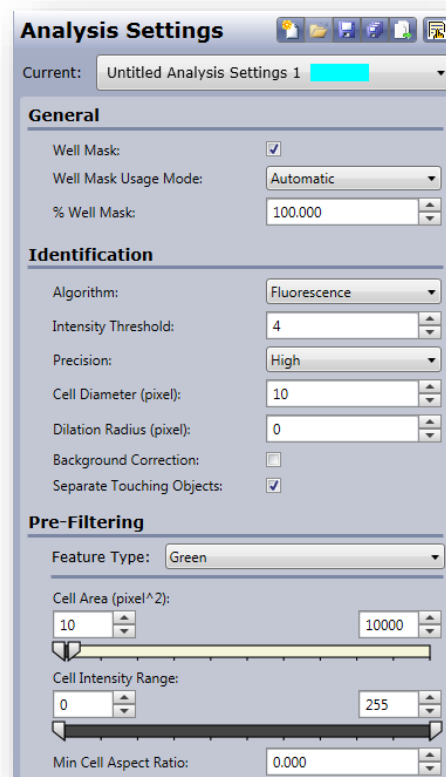 Analysis Settings
Current: Untitled Analysis Settings 1
General
Well Mask:
Well Mask Usage Mode: Automatic
% Well Mask: 100.000
Identification
Algorithm: Fluorescence
Intensity Threshold: 4
Precision: High
Cell Diameter (pixel): 10
Dilation Radius (pixel): 0
Background Correction:
Separate Touching Objects:
Pre-Filtering
Feature Type: Green
Cell Area (pixel^2):
10 10000
Cell Intensity Range:
0 255
Min Cell Aspect Ratio: 0.000